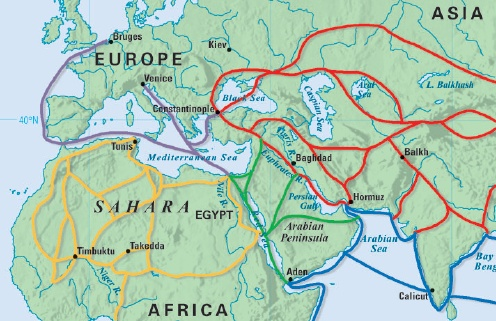 ASIA
Bruges
EUROPE
Kiev
Venice
Aral
Sea
L. Balkhash
Black Sea
Caspian Sea
Constantinople
40°N
Tunis
Mediterranean Sea
Tigris R.
Euphrates R.
Baghdad
Balkh
Nile R.
Persian
Gulf
Hormuz
SAHARA
EGYPT
Red Sea
Arabian
Peninsula
Arabian
Sea
Timbuktu
Takedda
Niger R.
Aden
Bay
Beng
Calicut
AFRICA